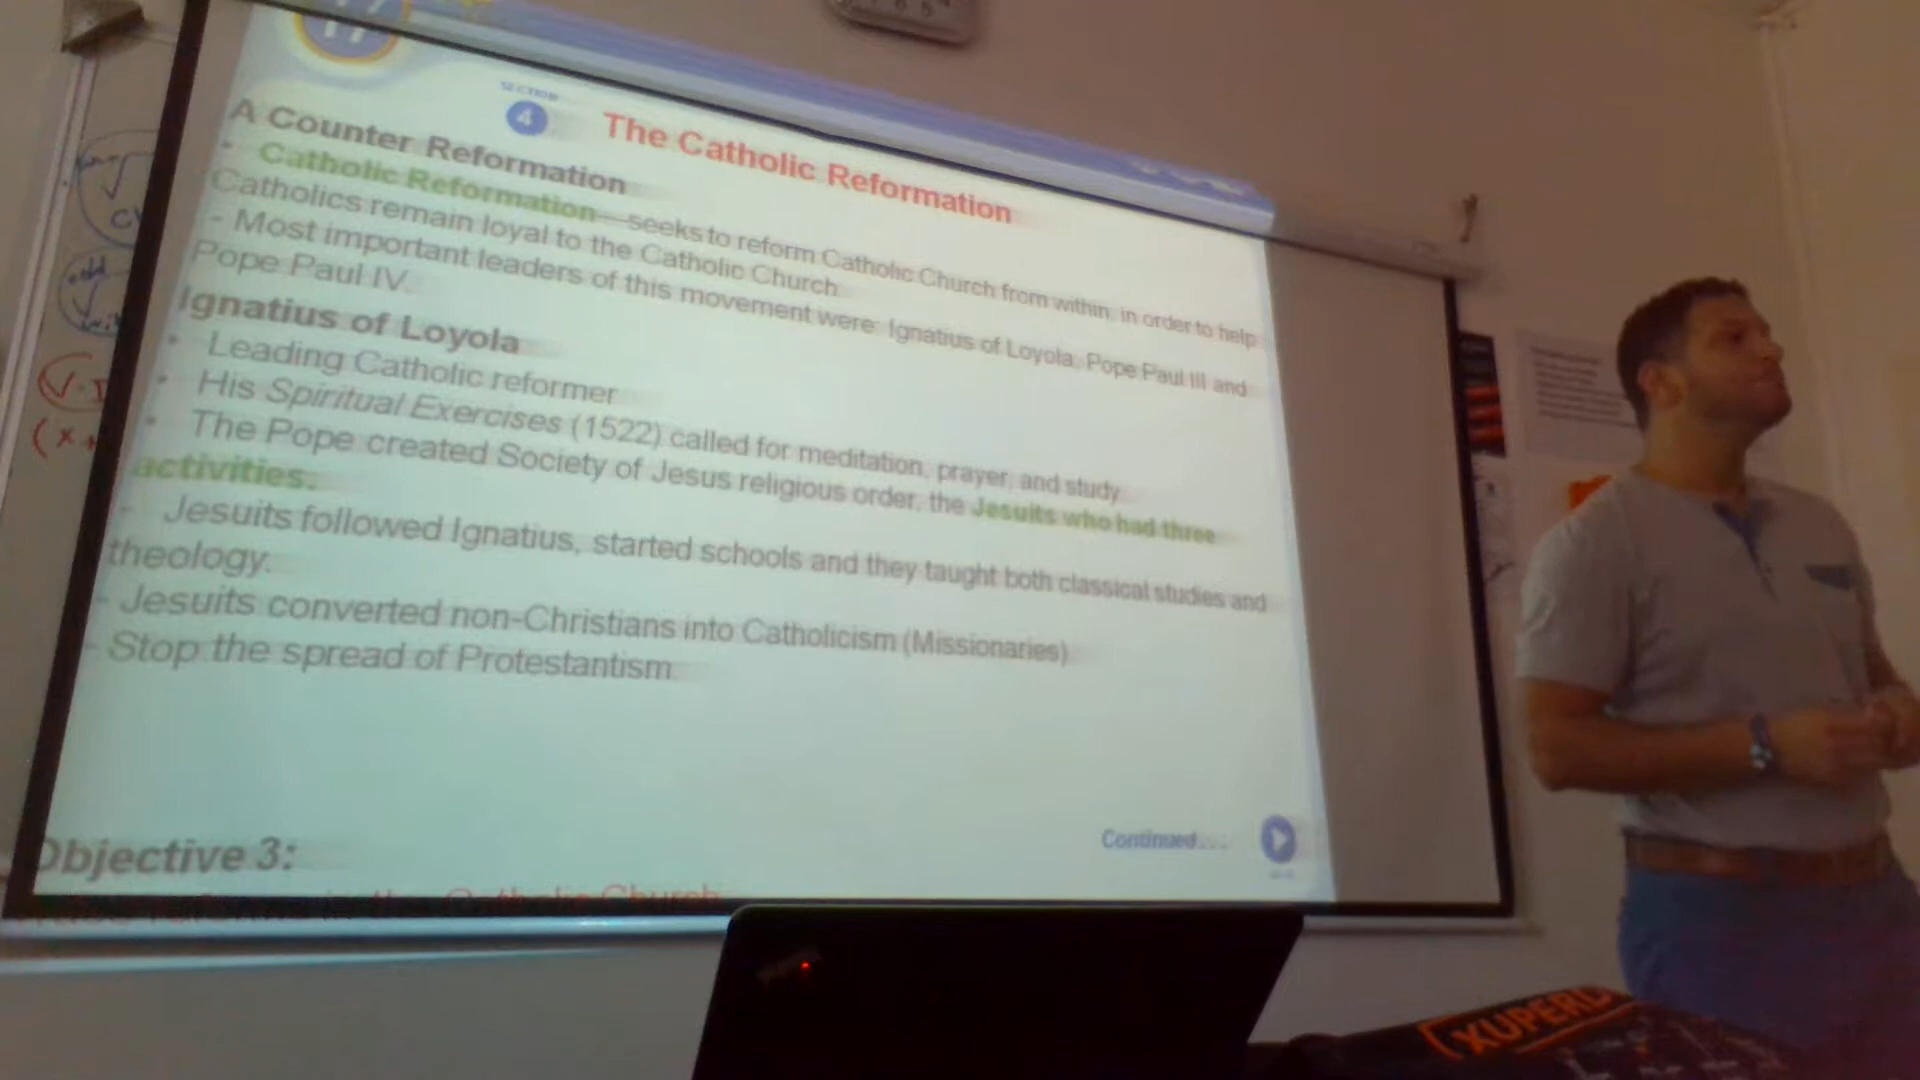 17
SECTION
4
The Catholic Reformation
A Counter Reformation
• Catholic Reformation—seeks to reform Catholic Church from within, in order to help
Catholics remain loyal to the Catholic Church
- Most important leaders of this movement were: Ignatius of Loyola, Pope Paul III and
Pope Paul IV.
Ignatius of Loyola
• Leading Catholic reformer
• His Spiritual Exercises (1522) called for meditation, prayer, and study
• The Pope created Society of Jesus religious order, the Jesuits who had three
activities.
- Jesuits followed Ignatius, started schools and they taught both classical studies and
theology.
- Jesuits converted non-Christians into Catholicism (Missionaries)
- Stop the spread of Protestantism.
Continued . . .
Objective 3:
Catholic Church
XUPER